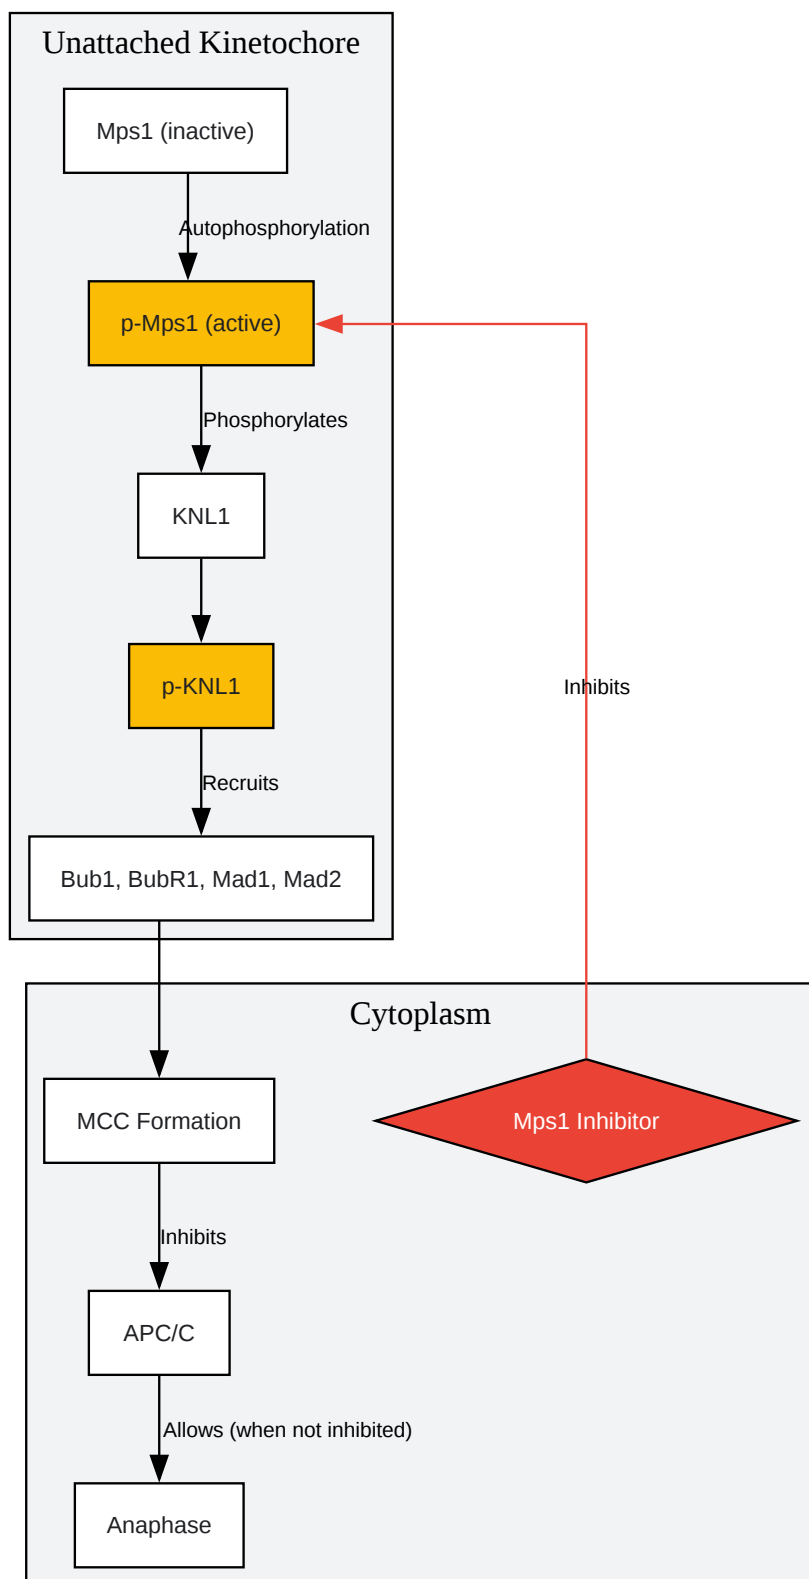 Unattached Kinetochore
Mps1 (inactive)
Autophosphorylation
p-Mps1 (active)
Phosphorylates
KNL1
p-KNL1
Inhibits
Recruits
Bub1, BubR1, Mad1, Mad2
Cytoplasm
MCC Formation
Mps1 Inhibitor
Inhibits
APC/C
Allows (when not inhibited)
Anaphase